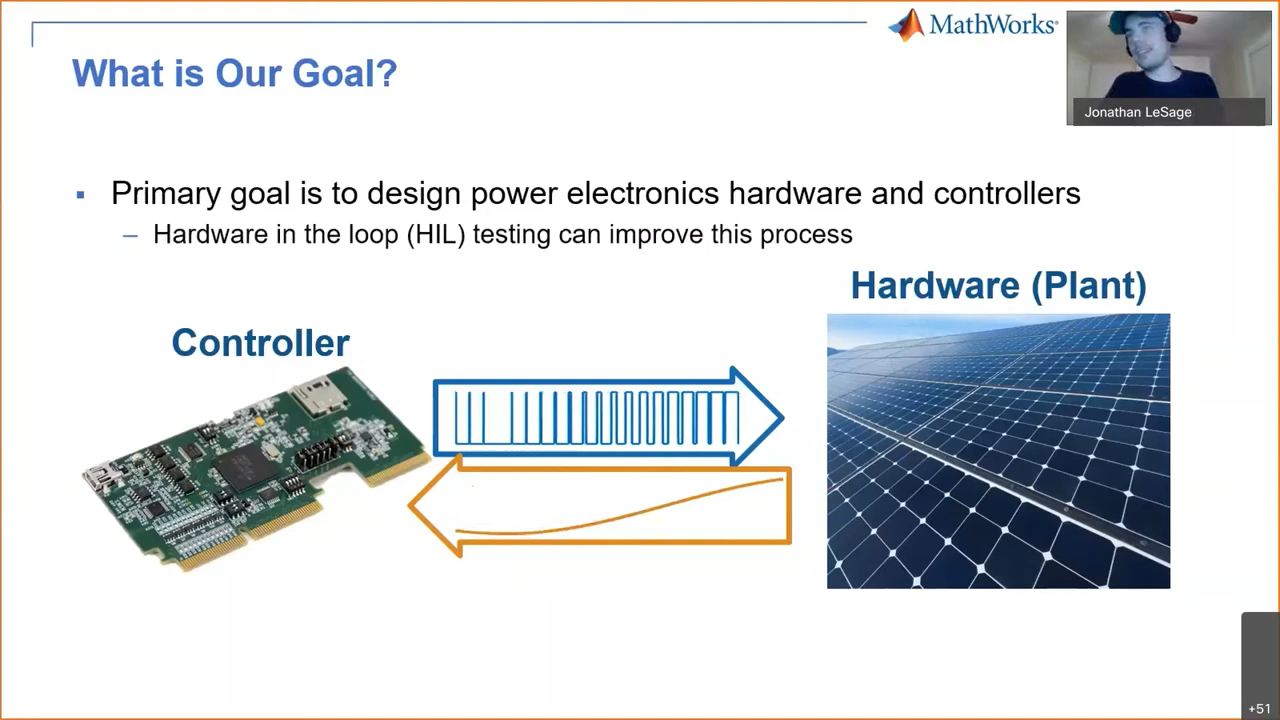 MathWorks®
What is Our Goal?
Jonathan LeSage
▪ Primary goal is to design power electronics hardware and controllers
– Hardware in the loop (HIL) testing can improve this process
Hardware (Plant)
Controller
+51